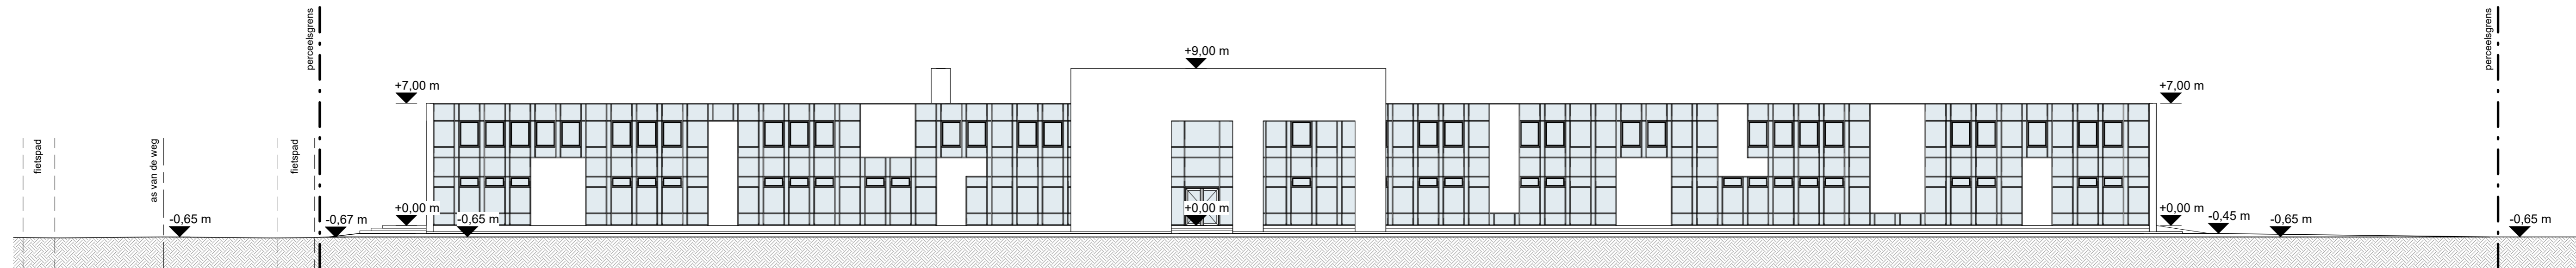 fietspad
as van de weg
-0,65 m
fietspad
perceelsgrens
-0,67 m
+7,00 m
+0,00 m
-0,65 m
+9,00 m
+0,00 m
+7,00 m
+0,00 m
-0,45 m
-0,65 m
perceelsgrens
-0,65 m